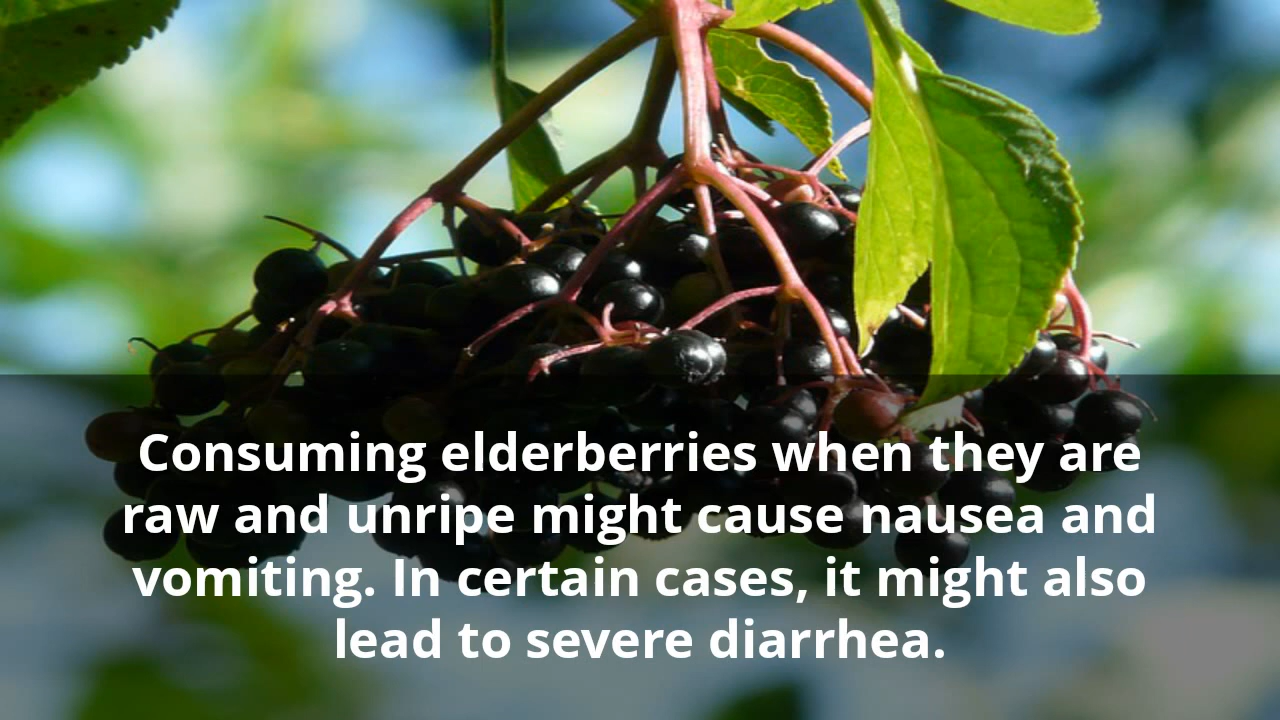 Consuming elderberries when they are
raw and unripe might cause nausea and
vomiting. In certain cases, it might also
lead to severe diarrhea.